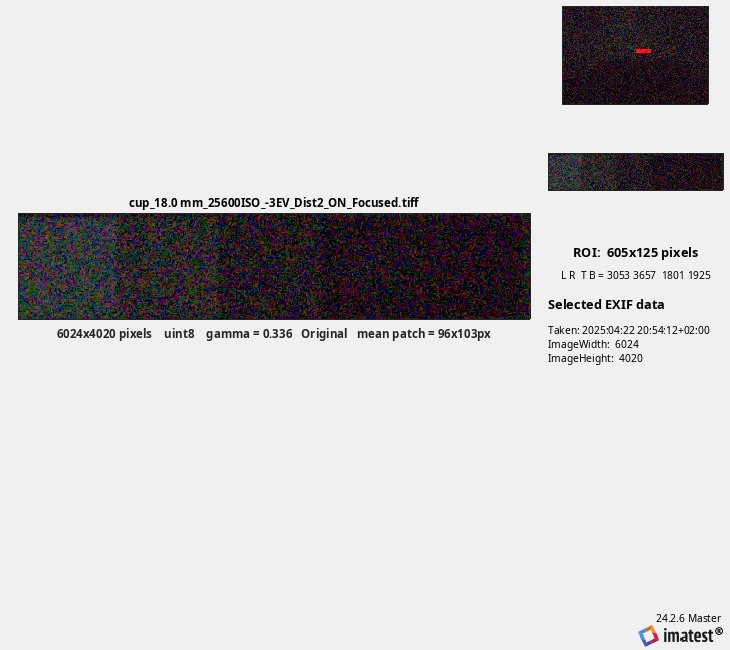 cup_18.0 mm_25600ISO_-3EV_Dist2_ON_Focused.tiff
6024x4020 pixels    uint8    gamma = 0.336   Original   mean patch = 96x103px
ROI:  605x125 pixels
L R  T B = 3053 3657  1801 1925
Selected EXIF data
Taken: 2025:04:22 20:54:12+02:00
ImageWidth:  6024
ImageHeight:  4020
24.2.6 Master
imatest®